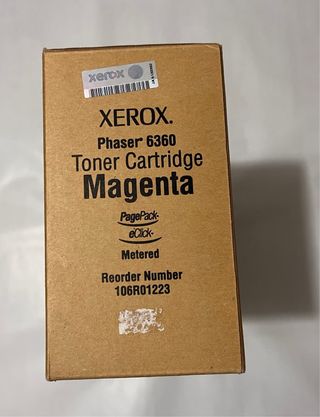 xerox
XEROX.
Phaser® 6360
Toner Cartridge
Magenta
PagePack·
eClick·
Metered
Reorder Number
106R01223